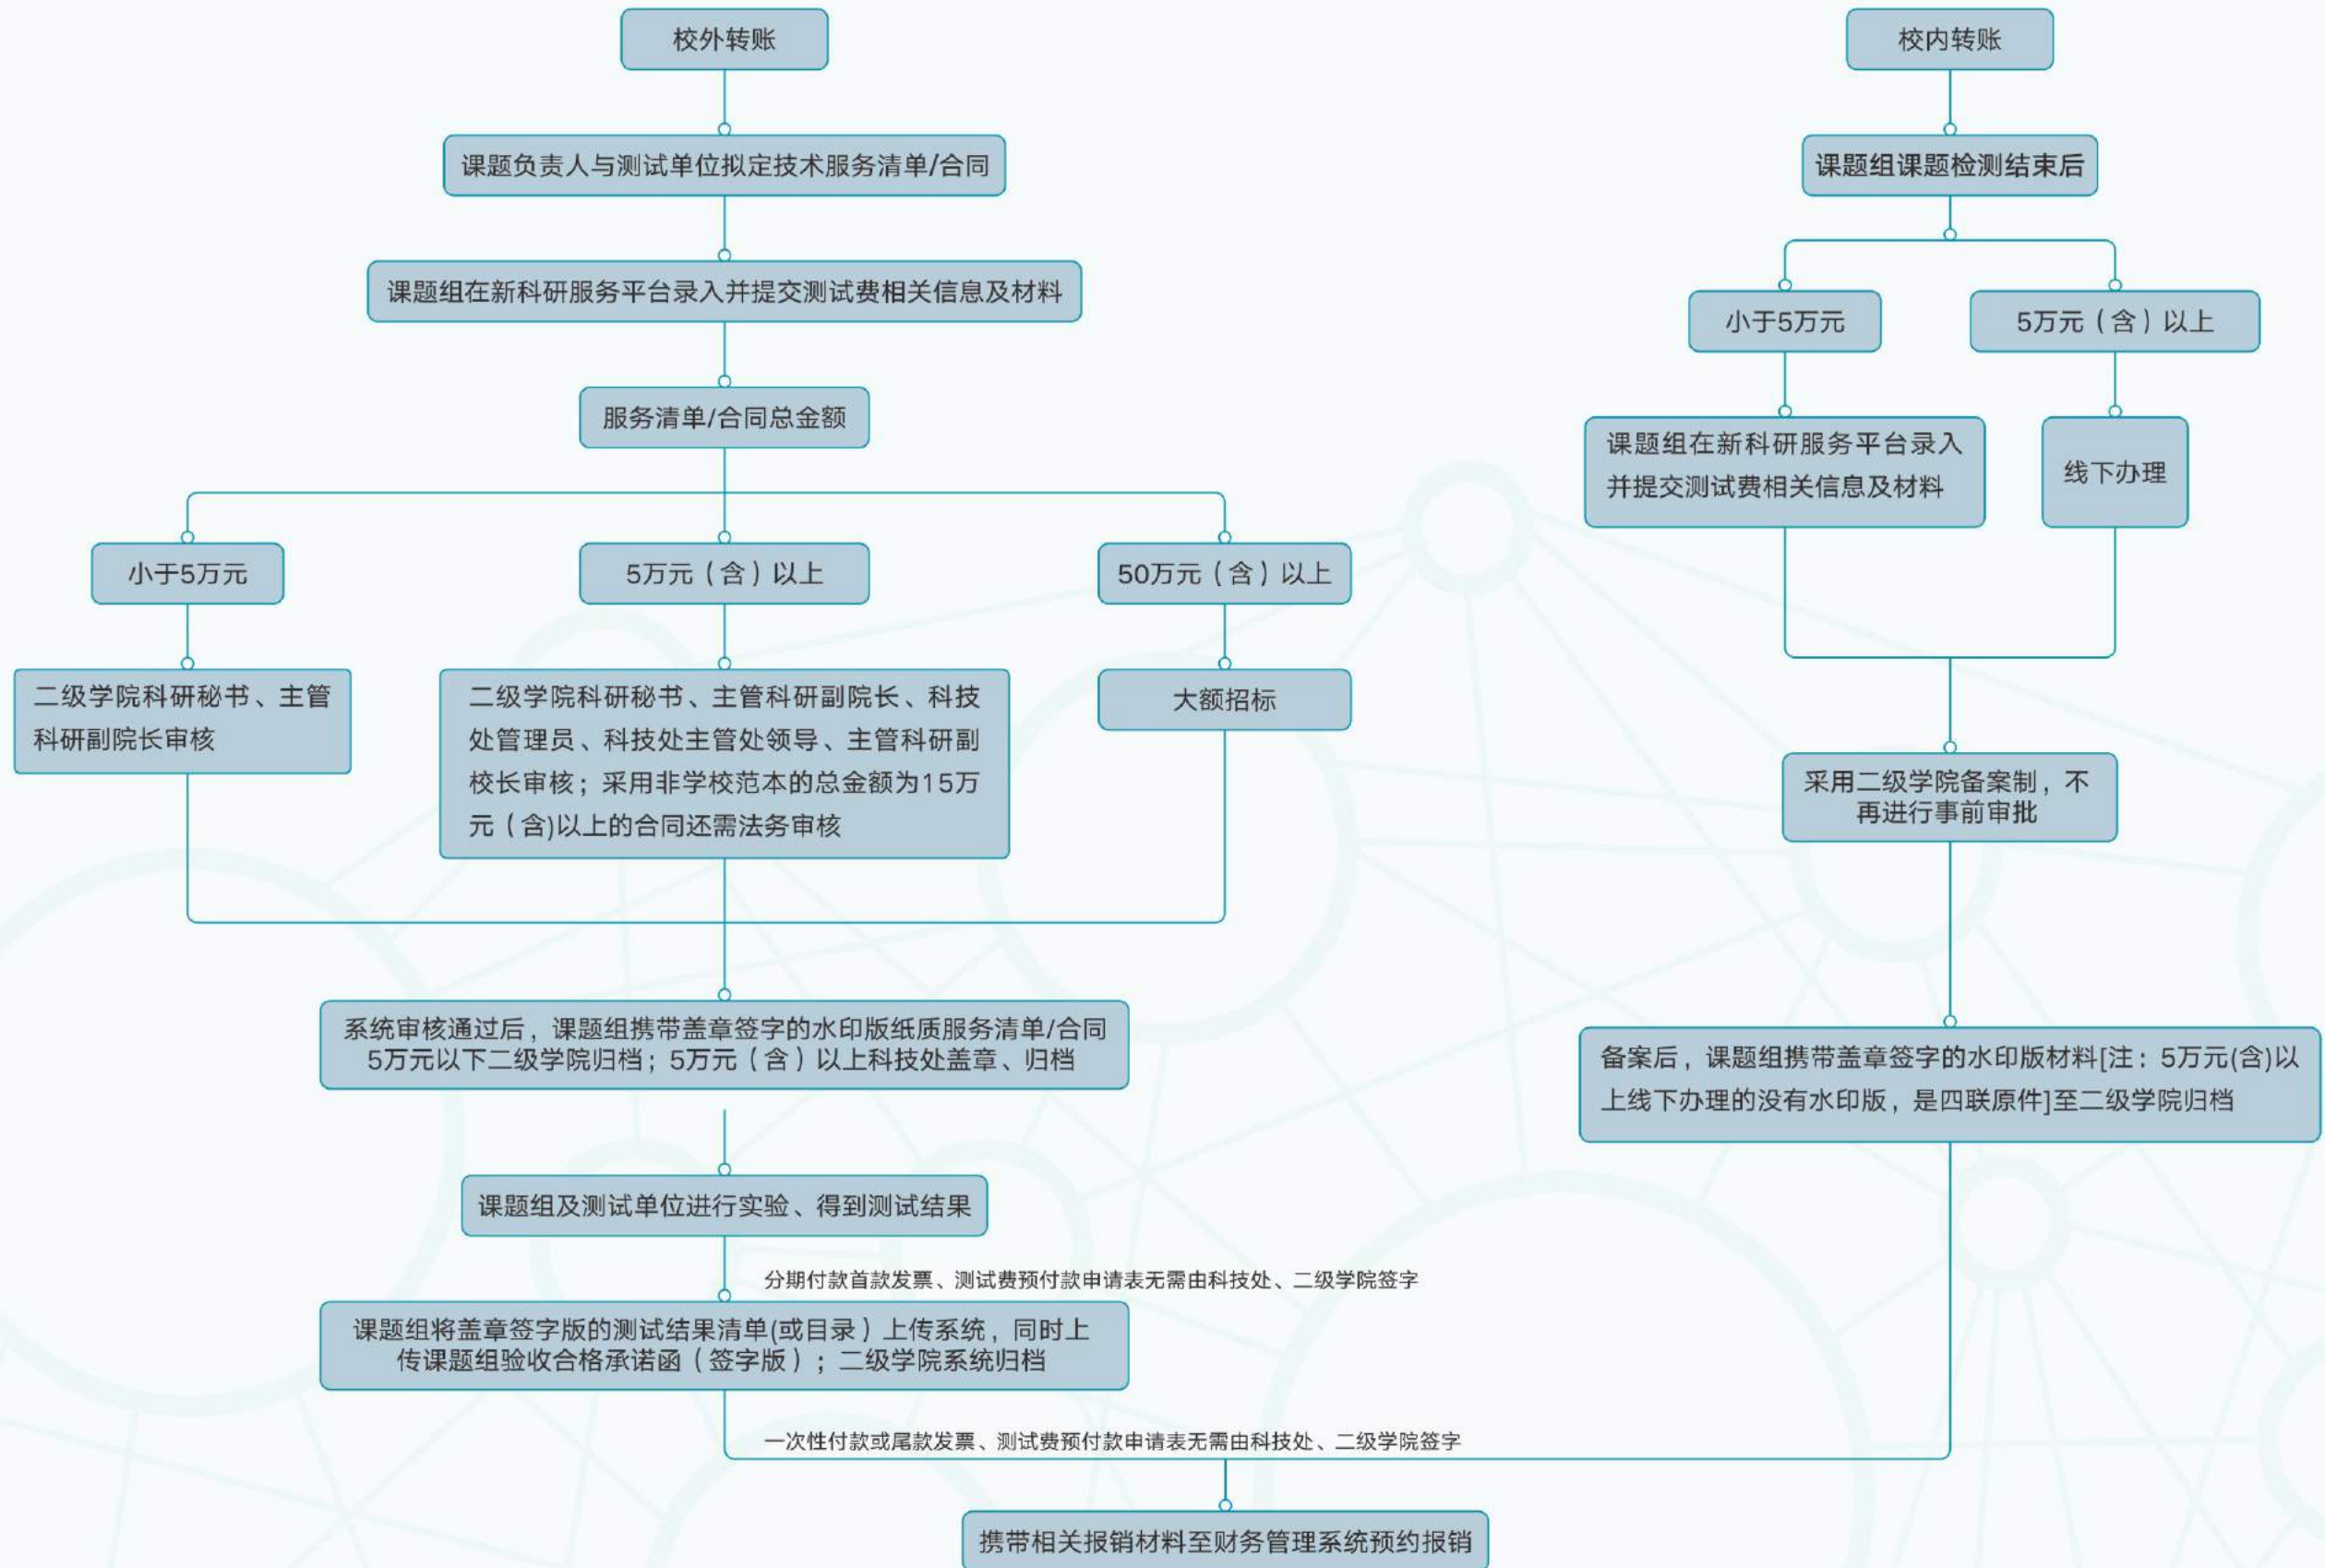 校外转账
课题负责人与测试单位拟定技术服务清单/合同
课题组在新科研服务平台录入并提交测试费相关信息及材料
服务清单/合同总金额
小于5万元
5万元（含）以上
50万元（含）以上
二级学院科研秘书、主管
科研副院长审核
二级学院科研秘书、主管科研副院长、科技
处管理员、科技处主管处领导、主管科研副
校长审核；采用非学校范本的总金额为15万
元（含)以上的合同还需法务审核
大额招标
系统审核通过后，课题组携带盖章签字的水印版纸质服务清单/合同
5万元以下二级学院归档；5万元（含）以上科技处盖章、归档
课题组及测试单位进行实验、得到测试结果
分期付款首款发票、测试费预付款申请表无需由科技处、二级学院签字
课题组将盖章签字版的测试结果清单(或目录）上传系统，同时上
传课题组验收合格承诺函（签字版）；二级学院系统归档
一次性付款或尾款发票、测试费预付款申请表无需由科技处、二级学院签字
校内转账
课题组课题检测结束后
小于5万元
5万元（含）以上
课题组在新科研服务平台录入
并提交测试费相关信息及材料
线下办理
采用二级学院备案制，不
再进行事前审批
备案后，课题组携带盖章签字的水印版材料[注：5万元(含)以
上线下办理的没有水印版，是四联原件]至二级学院归档
携带相关报销材料至财务管理系统预约报销